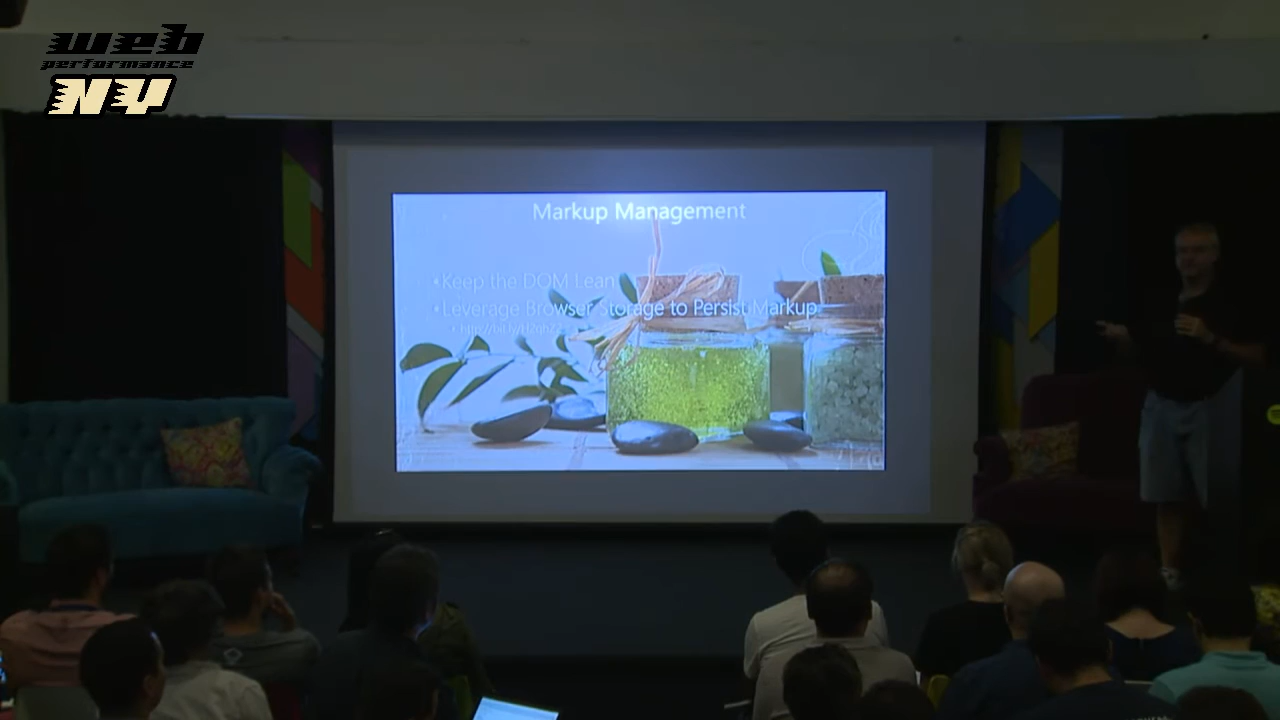 web
performance
NY
Markup Management
•Keep the DOM Lean
•Leverage Browser Storage to Persist Markup